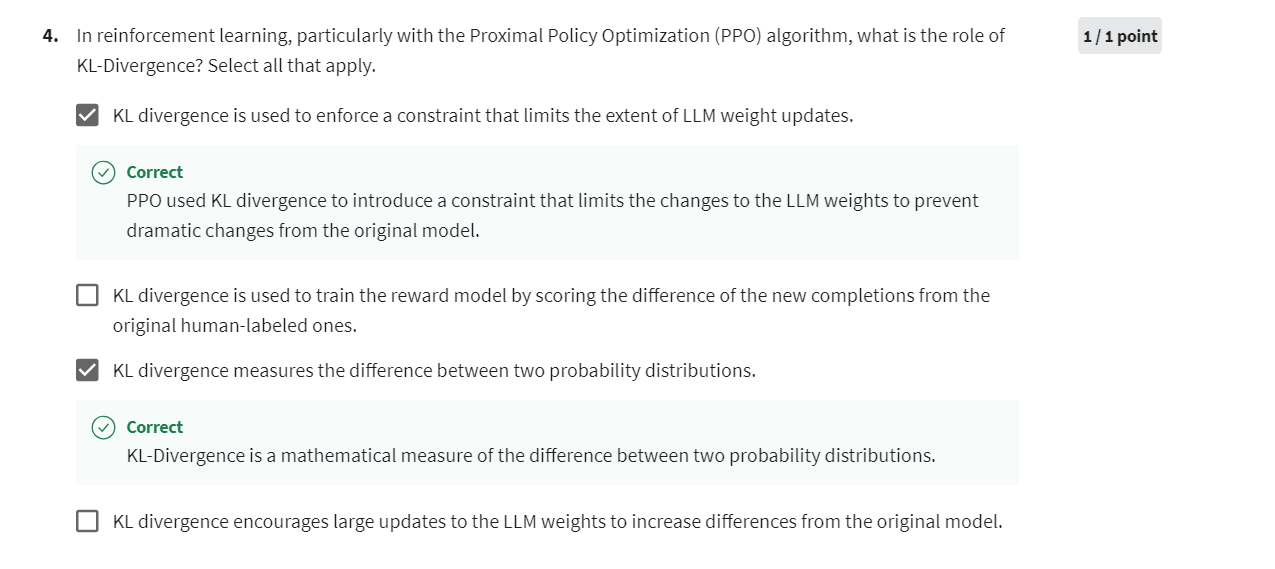 4. In reinforcement learning, particularly with the Proximal Policy Optimization (PPO) algorithm, what is the role of
KL-Divergence? Select all that apply.
1 / 1 point
KL divergence is used to enforce a constraint that limits the extent of LLM weight updates.
Correct
PPO used KL divergence to introduce a constraint that limits the changes to the LLM weights to prevent
dramatic changes from the original model.
KL divergence is used to train the reward model by scoring the difference of the new completions from the
original human-labeled ones.
KL divergence measures the difference between two probability distributions.
Correct
KL-Divergence is a mathematical measure of the difference between two probability distributions.
KL divergence encourages large updates to the LLM weights to increase differences from the original model.